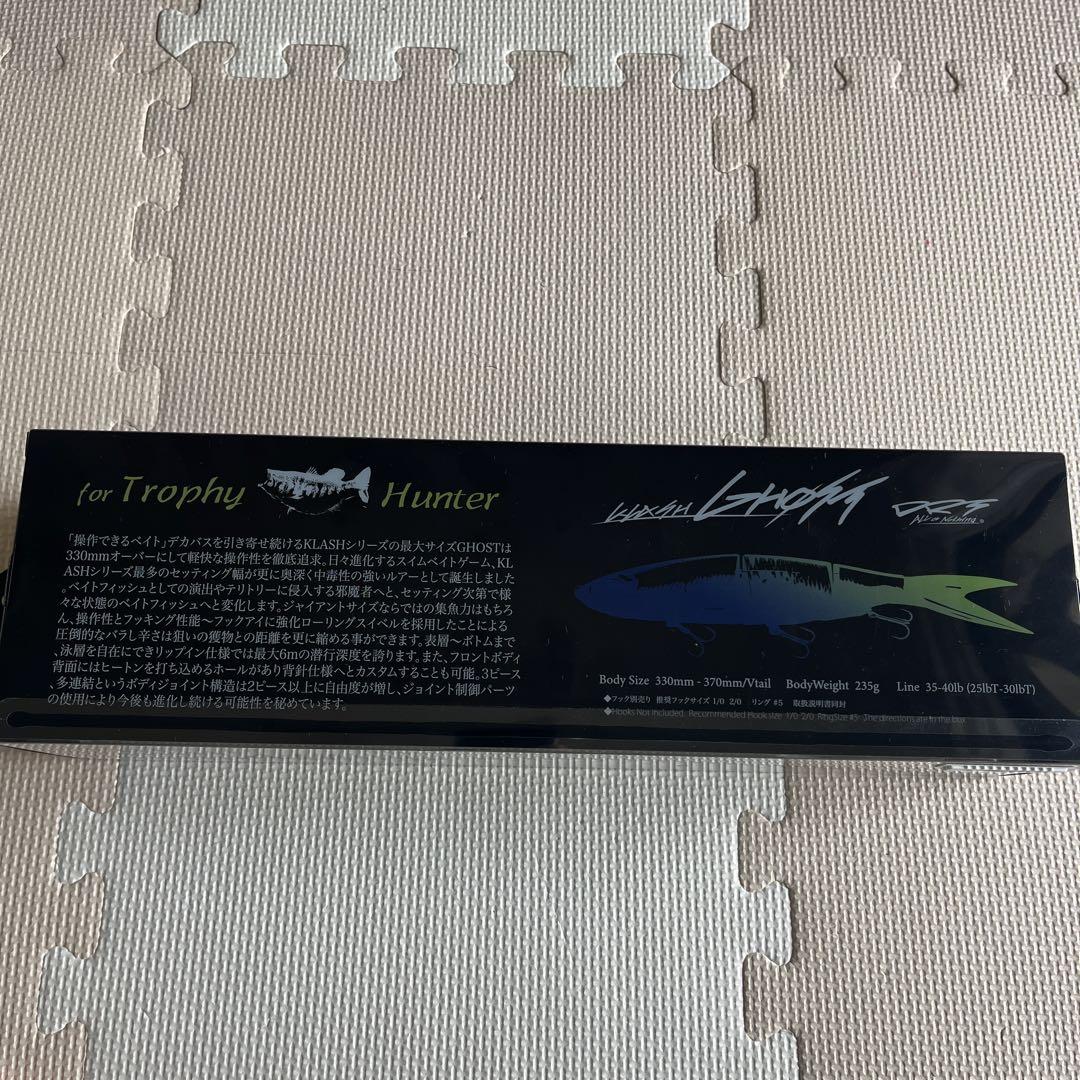 for Trophy Hunter
「操作できるベイト」デカバスを引き寄せ続けるKLASHシリーズの最大サイズGHOSTは
330mmオーバーにして軽快な操作性を徹底追求。日々進化するスイムベイトゲーム、KL
ASHシリーズ最多のセッティング幅が更に奥深く中毒性の強いルアーとして誕生しました
。ベイトフィッシュとしての演出やテリトリーに侵入する邪魔者へと、セッティング次第で様
々な状態のベイトフィッシュへと変化します。ジャイアントサイズならではの集魚力はもちろ
ん、操作性とフッキング性能～フックアイに強化ローリングスイベルを採用したことによる
圧倒的なバラし辛さは狙いの獲物との距離を更に縮める事ができます。表層～ボトムまで
、泳層を自在にできリップイン仕様では最大6mの潜行深度を誇ります。また、フロントボディ
背面にはヒートンを打ち込めるホールがあり背針仕様へとカスタムすることも可能。3ピース
、多連結というボディジョイント構造は2ピース以上に自由度が増し、ジョイント制御パーツ
の使用により今後も進化し続ける可能性を秘めています。
KLASH GHOST DRT
All or Nothing
Body Size 330mm - 370mm/Vtail BodyWeight 235g Line 35-40lb (25lbT-30lbT)
◆フック別売り 推奨フックサイズ 1/0 2/0 リング #5 取扱説明書同封
◆Hooks Not Included. Recommended Hook size 1/0 2/0 RingSize #5 The directions are in the box